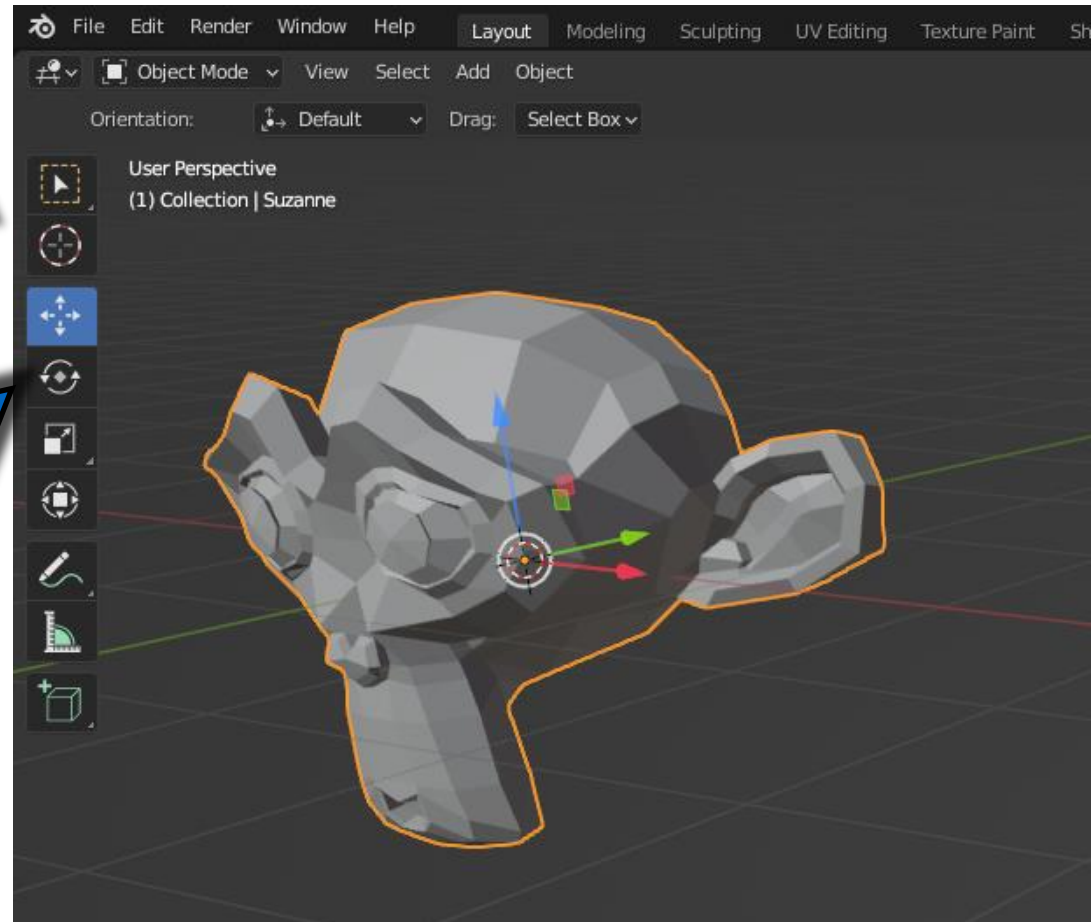 File Edit Render Window Help Layout Modeling Sculpting UV Editing Texture Paint Sh
Object Mode View Select Add Object
Orientation: Default Drag: Select Box
User Perspective
(1) Collection | Suzanne